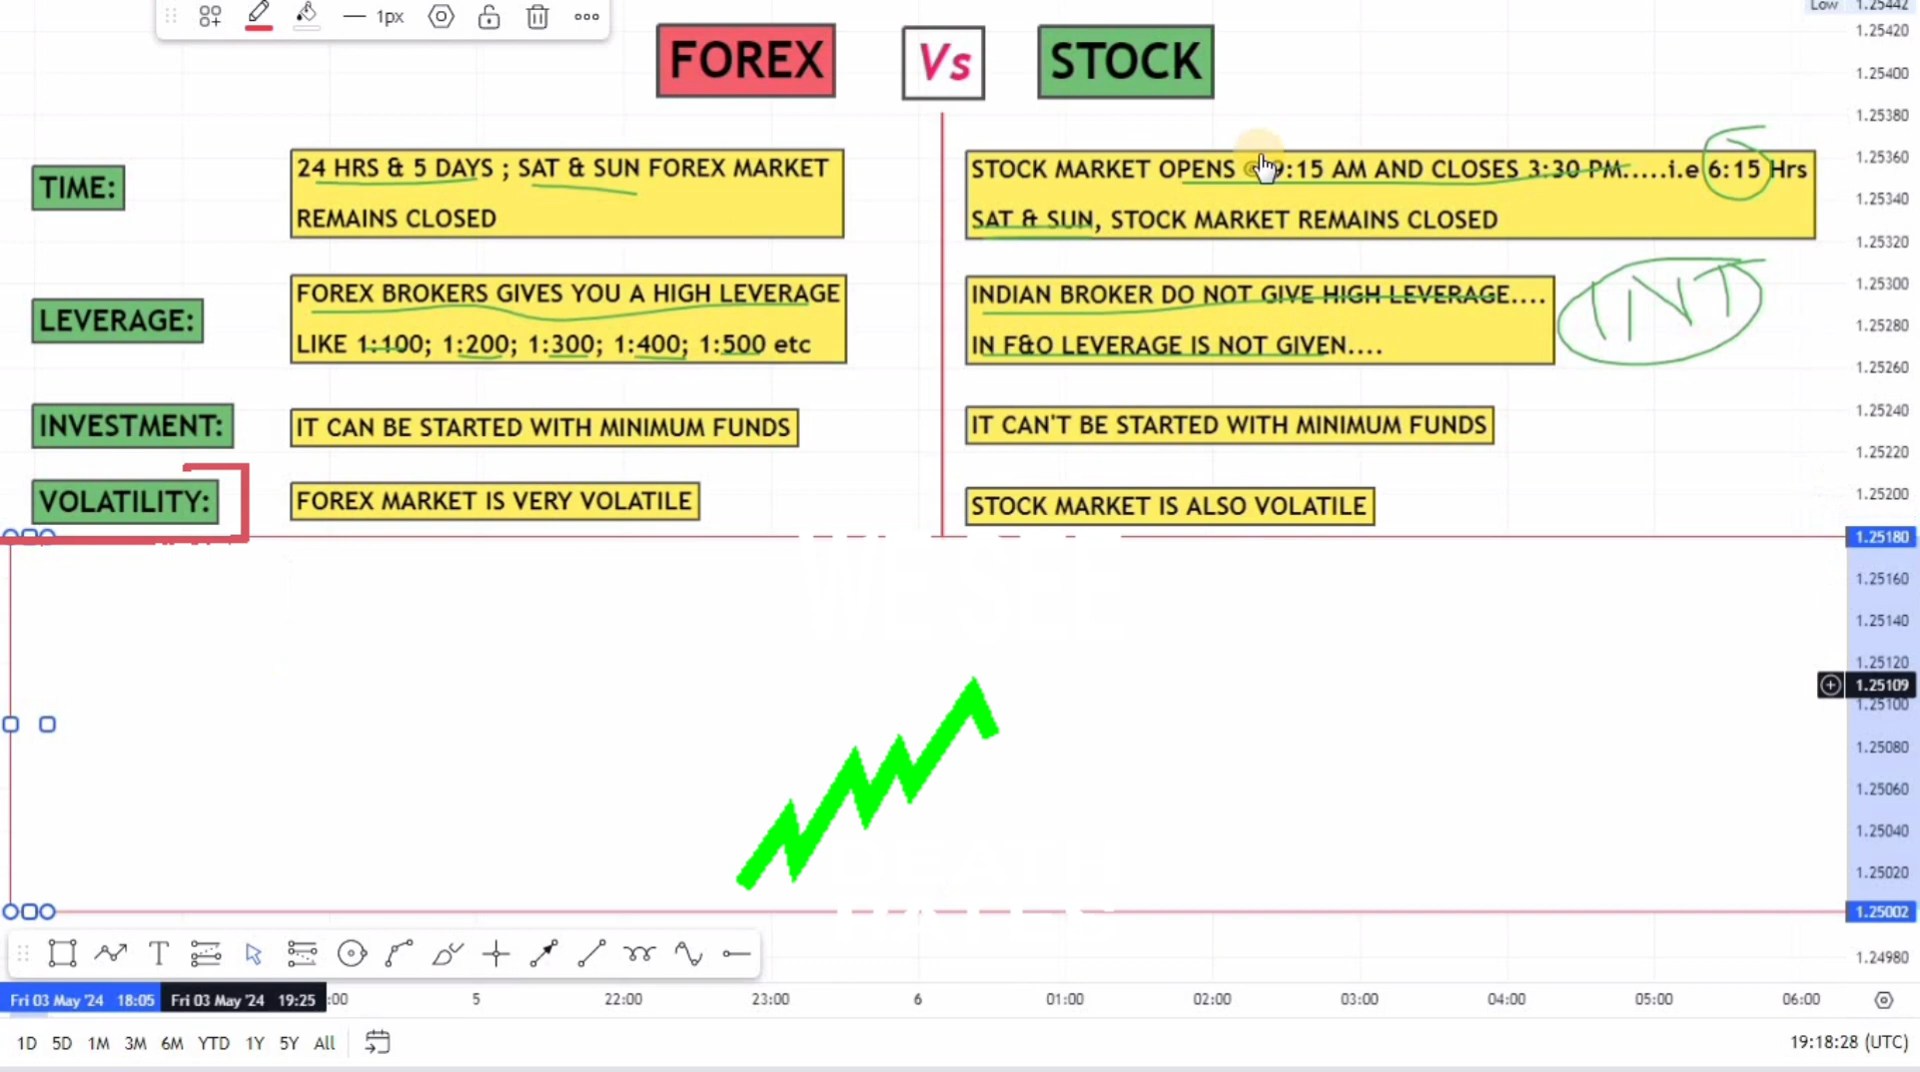 1px
FOREX Vs STOCK
Low 1.25442
1.25420
1.25400
1.25380
1.25360
1.25340
1.25320
1.25300
1.25280
1.25260
1.25240
1.25220
1.25200
1.25180
1.25160
1.25140
1.25120
1.25109
1.25100
1.25080
1.25060
1.25040
1.25020
1.25002
1.24980
TIME:
24 HRS & 5 DAYS ; SAT & SUN FOREX MARKET
REMAINS CLOSED
STOCK MARKET OPENS @ 9:15 AM AND CLOSES 3:30 PM.....i.e 6:15 Hrs
SAT & SUN, STOCK MARKET REMAINS CLOSED
LEVERAGE:
FOREX BROKERS GIVES YOU A HIGH LEVERAGE
LIKE 1:100; 1:200; 1:300; 1:400; 1:500 etc
INDIAN BROKER DO NOT GIVE HIGH LEVERAGE....
IN F&O LEVERAGE IS NOT GIVEN....
INVESTMENT:
IT CAN BE STARTED WITH MINIMUM FUNDS
IT CAN'T BE STARTED WITH MINIMUM FUNDS
VOLATILITY:
FOREX MARKET IS VERY VOLATILE
STOCK MARKET IS ALSO VOLATILE
WE SEE
Fri 03 May '24 18:05 Fri 03 May '24 19:25 :00 5 22:00 23:00 6 01:00 02:00 03:00 04:00 05:00 06:00
1D 5D 1M 3M 6M YTD 1Y 5Y All
19:18:28 (UTC)